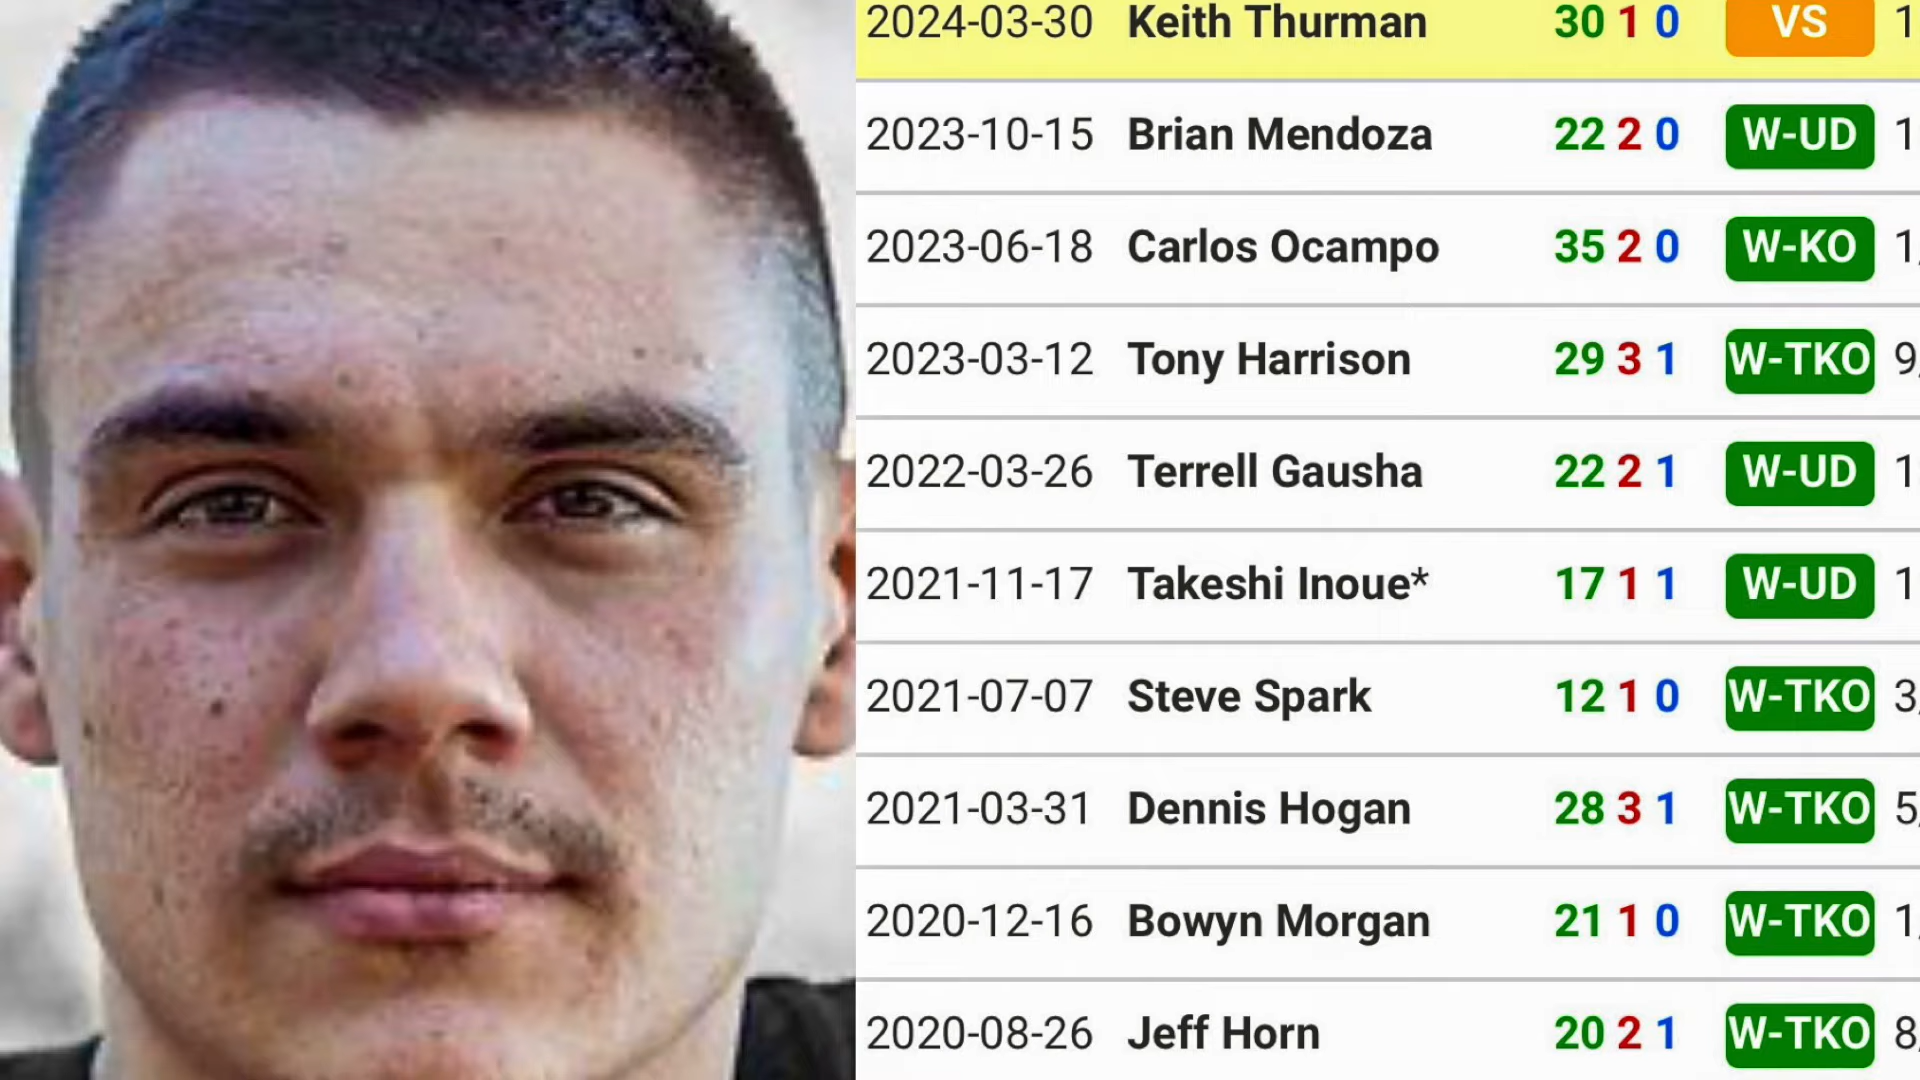 2024-03-30 Keith Thurman 30 1 0 VS 1
2023-10-15 Brian Mendoza 22 2 0 W-UD 1
2023-06-18 Carlos Ocampo 35 2 0 W-KO 1,
2023-03-12 Tony Harrison 29 3 1 W-TKO 9,
2022-03-26 Terrell Gausha 22 2 1 W-UD 1
2021-11-17 Takeshi Inoue* 17 1 1 W-UD 1
2021-07-07 Steve Spark 12 1 0 W-TKO 3,
2021-03-31 Dennis Hogan 28 3 1 W-TKO 5,
2020-12-16 Bowyn Morgan 21 1 0 W-TKO 1,
2020-08-26 Jeff Horn 20 2 1 W-TKO 8,